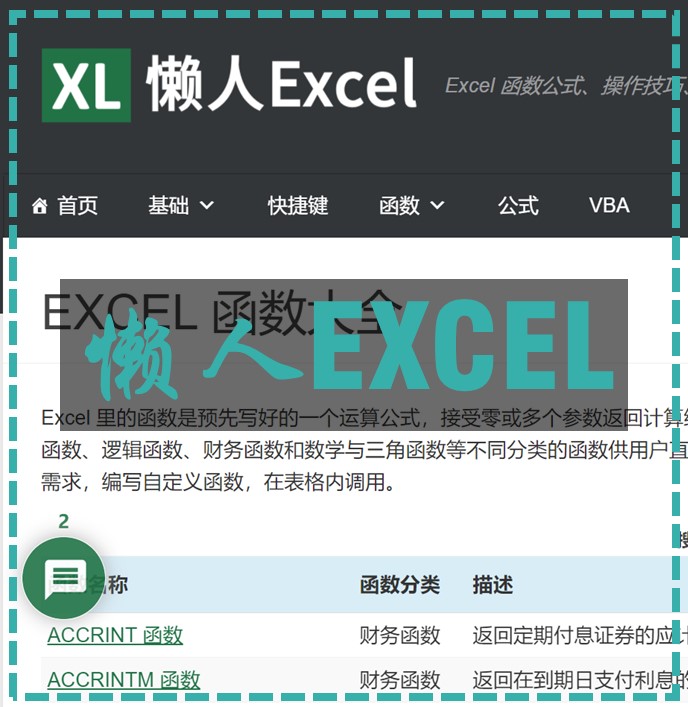 XL 懒人Excel
Excel 函数公式、操作技巧、
首页 基础 快捷键 函数 公式 VBA
EXCEL 函数大全
懒人EXCEL
Excel 里的函数是预先写好的一个运算公式，接受零或多个参数返回计算结
函数、逻辑函数、财务函数和数学与三角函数等不同分类的函数供用户直
需求，编写自定义函数，在表格内调用。
2
搜
名称 函数分类 描述
ACCRINT 函数 财务函数 返回定期付息证券的应计
ACCRINTM 函数 财务函数 返回在到期日支付利息的